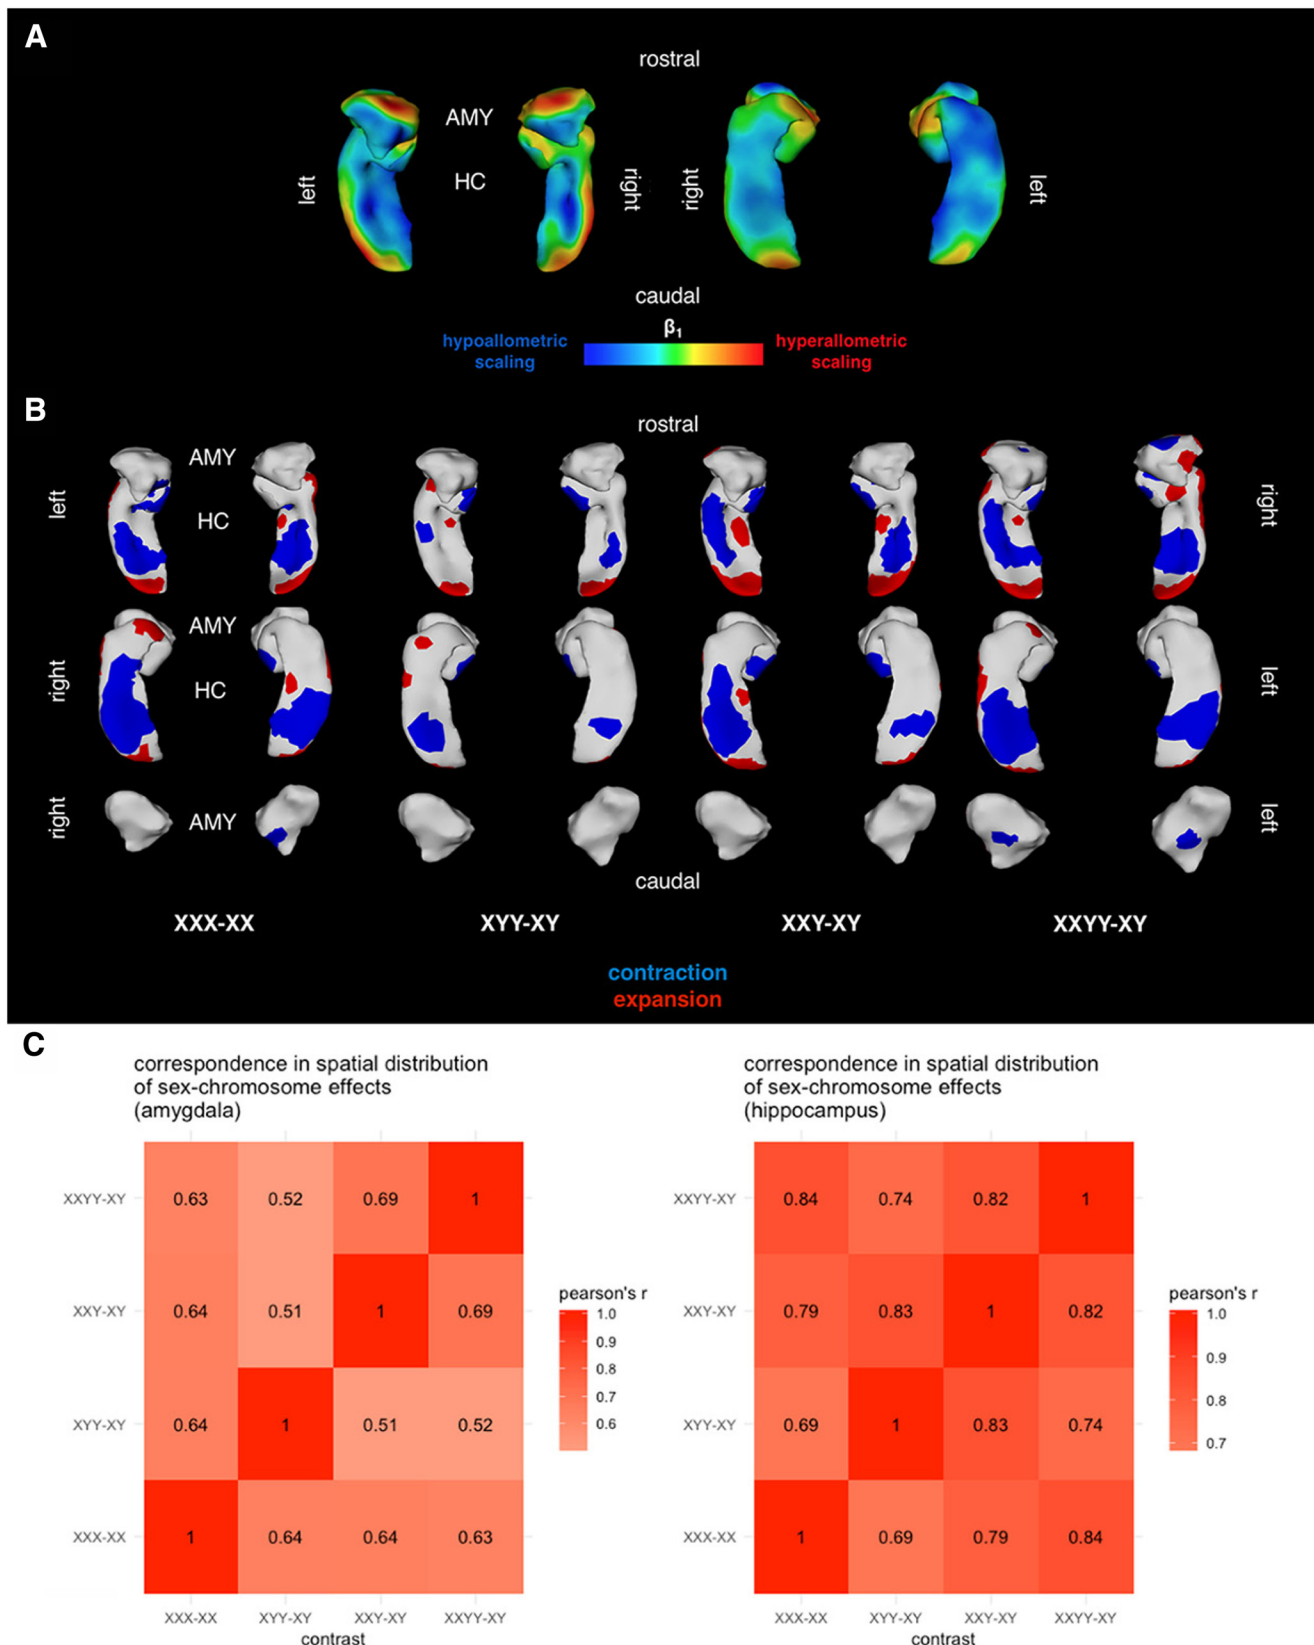 A
rostral
AMY
HC
left
right
right
left
caudal
β1
hypoallometric
scaling
hyperallometric
scaling
B
rostral
AMY
left
HC
right
AMY
right
HC
left
right
AMY
left
caudal
XXX-XX XYY-XY XXY-XY XXYY-XY
contraction
expansion
C
correspondence in spatial distribution
of sex-chromosome effects
(amygdala)
XXYY-XY 0.63 0.52 0.69 1
XXY-XY 0.64 0.51 1 0.69
XYY-XY 0.64 1 0.51 0.52
XXX-XX 1 0.64 0.64 0.63
XXX-XX XYY-XY XXY-XY XXYY-XY
contrast
pearson's r
1.0
0.9
0.8
0.7
0.6
correspondence in spatial distribution
of sex-chromosome effects
(hippocampus)
XXYY-XY 0.84 0.74 0.82 1
XXY-XY 0.79 0.83 1 0.82
XYY-XY 0.69 1 0.83 0.74
XXX-XX 1 0.69 0.79 0.84
XXX-XX XYY-XY XXY-XY XXYY-XY
contrast
pearson's r
1.0
0.9
0.8
0.7